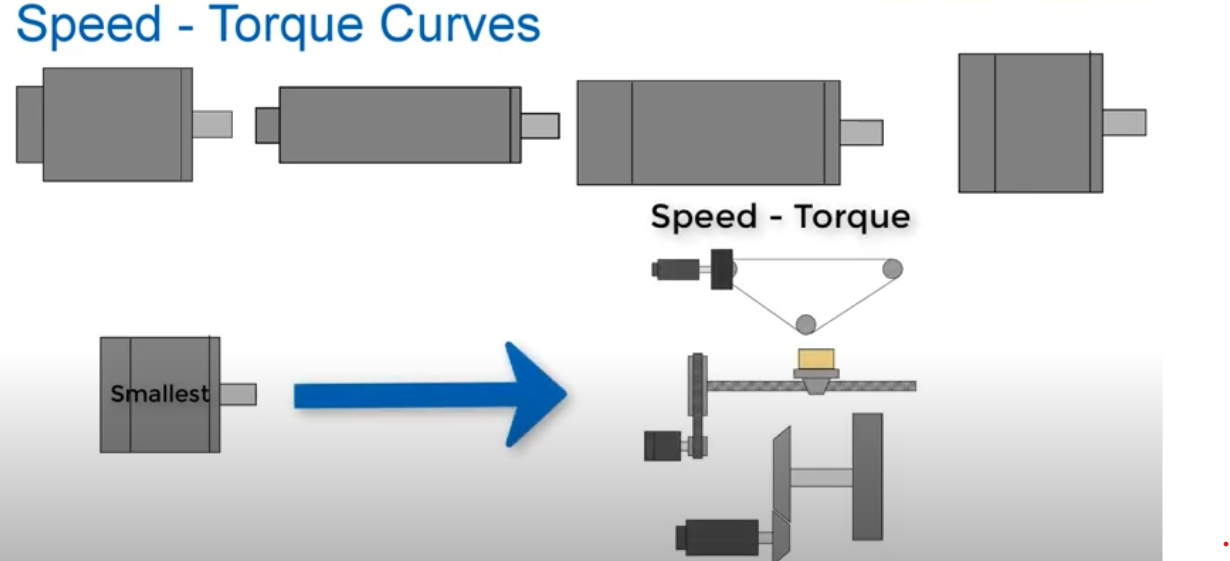 Speed - Torque Curves
Speed - Torque
Smallest